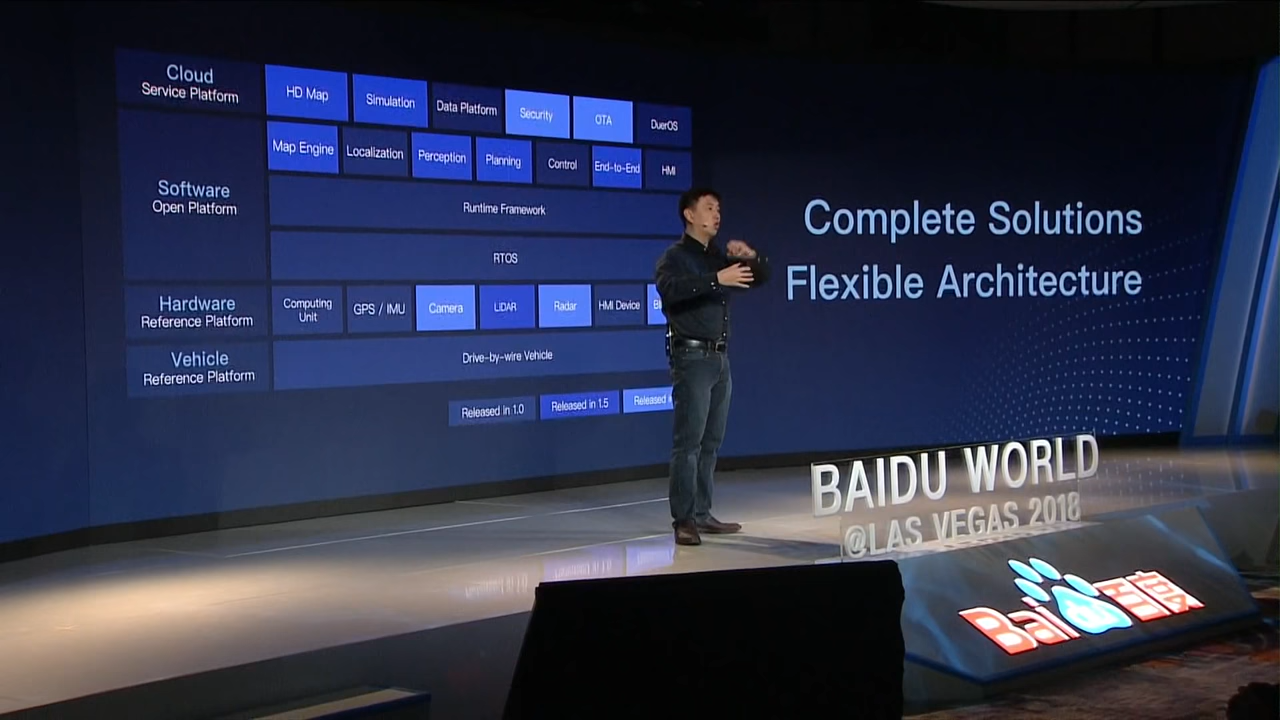 Cloud
Service Platform
HD Map
Simulation
Data Platform
Security
OTA
DuerOS
Software
Open Platform
Map Engine
Localization
Perception
Planning
Control
End-to-End
HMI
Runtime Framework
RTOS
Hardware
Reference Platform
Computing
Unit
GPS / IMU
Camera
LiDAR
Radar
HMI Device
Vehicle
Reference Platform
Drive-by-wire Vehicle
Released in 1.0
Released in 1.5
Released
Complete Solutions
Flexible Architecture
BAIDU WORLD
@LAS VEGAS 2018
Bai du 百度